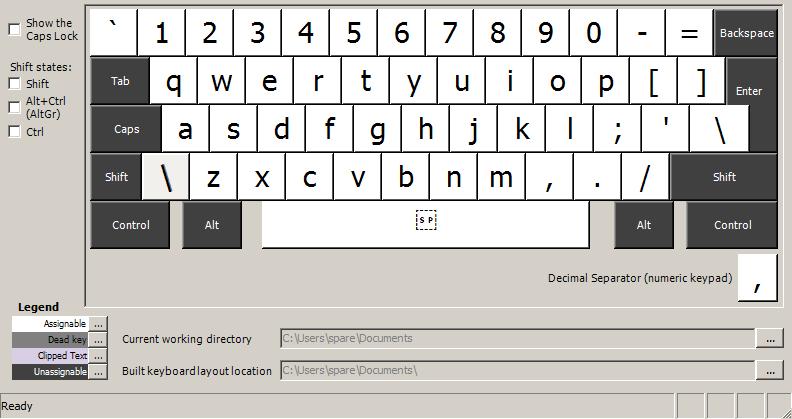 Show the
Caps Lock
Shift states:
Shift
Alt+Ctrl
(AltGr)
Ctrl
` 1 2 3 4 5 6 7 8 9 0 - = Backspace
Tab q w e r t y u i o p [ ] Enter
Caps a s d f g h j k l ; ' \
Shift \ z x c v b n m , . / Shift
Control Alt SP Alt Control
Decimal Separator (numeric keypad) ,
Legend
Assignable ...
Dead key ...
Clipped Text ...
Unassignable ...
Current working directory C:\Users\spare\Documents ...
Built keyboard layout location C:\Users\spare\Documents\ ...
Ready